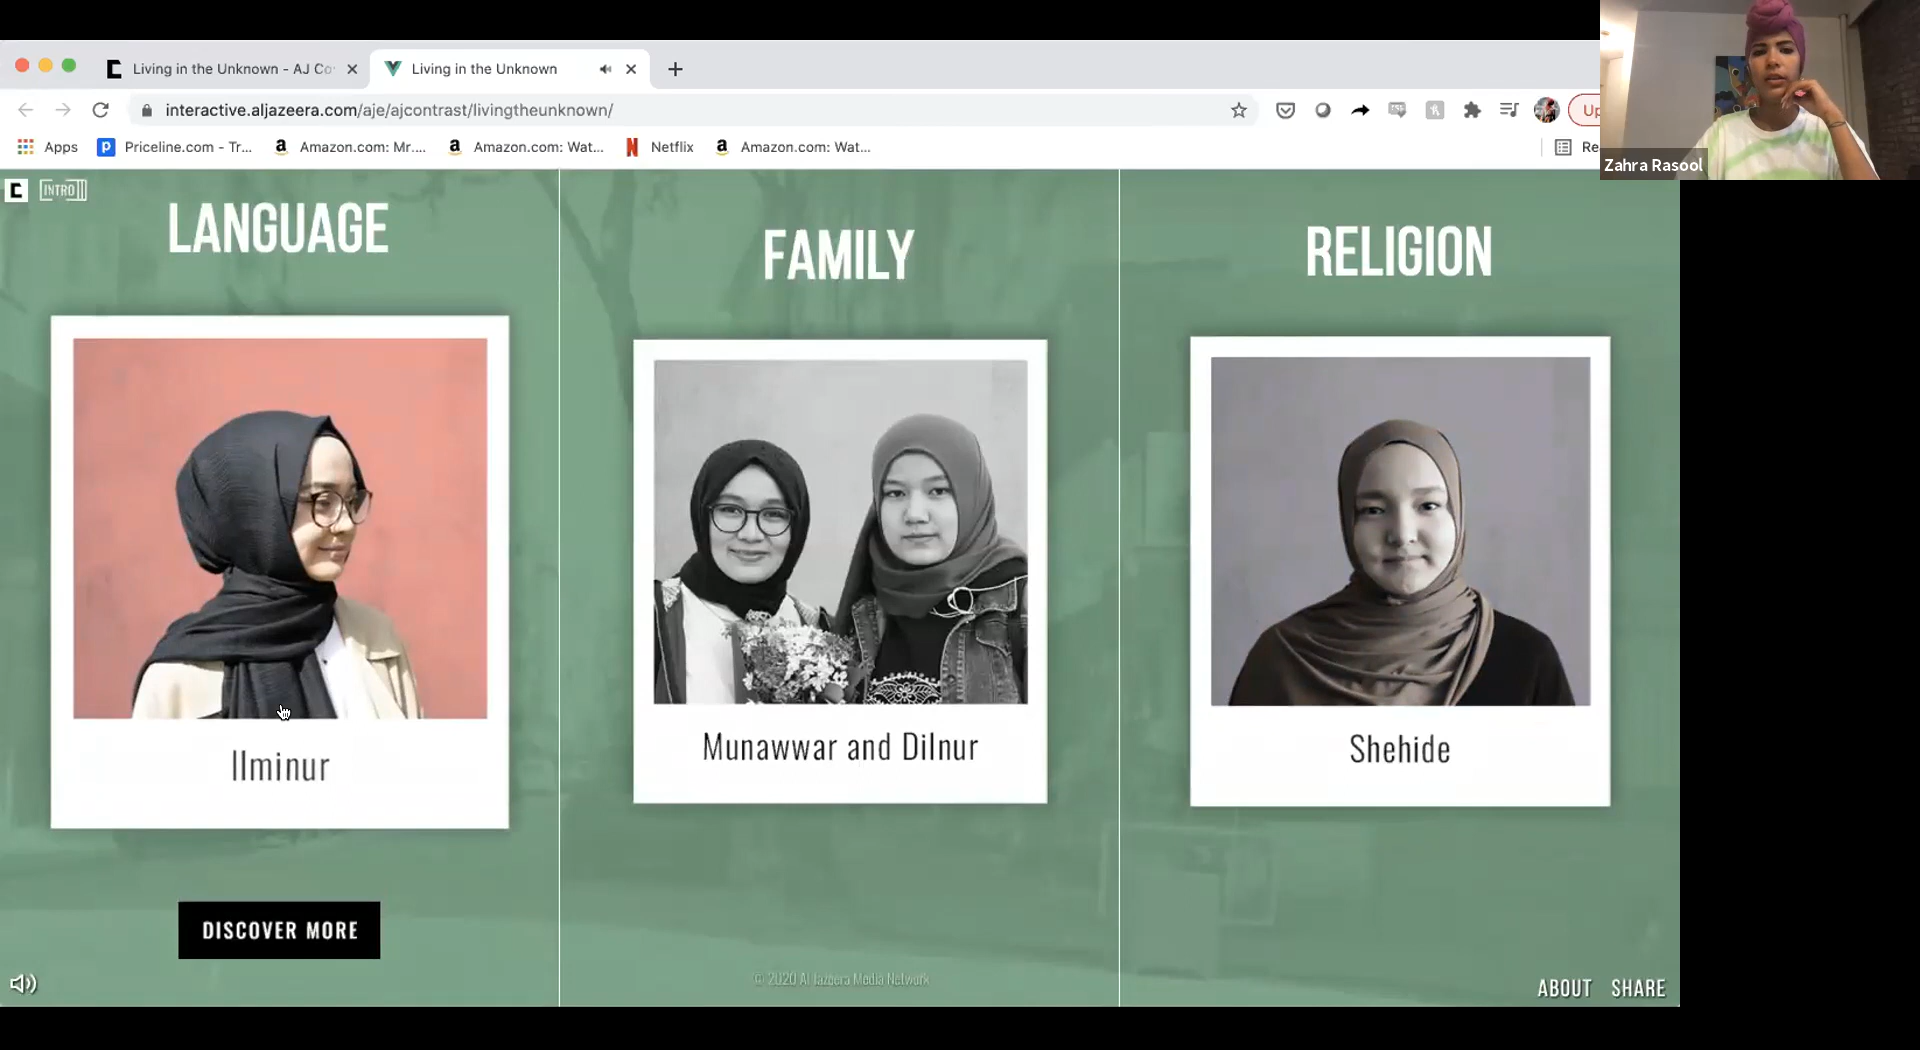 Living in the Unknown - AJ Co
Living in the Unknown
interactive.aljazeera.com/aje/ajcontrast/livingtheunknown/
Up
Apps
Priceline.com - Tr...
Amazon.com: Mr....
Amazon.com: Wat...
Netflix
Amazon.com: Wat...
Re
Zahra Rasool
INTRO
LANGUAGE
FAMILY
RELIGION
Ilminur
Munawwar and Dilnur
Shehide
DISCOVER MORE
© 2020 Al Jazeera Media Network
ABOUT SHARE